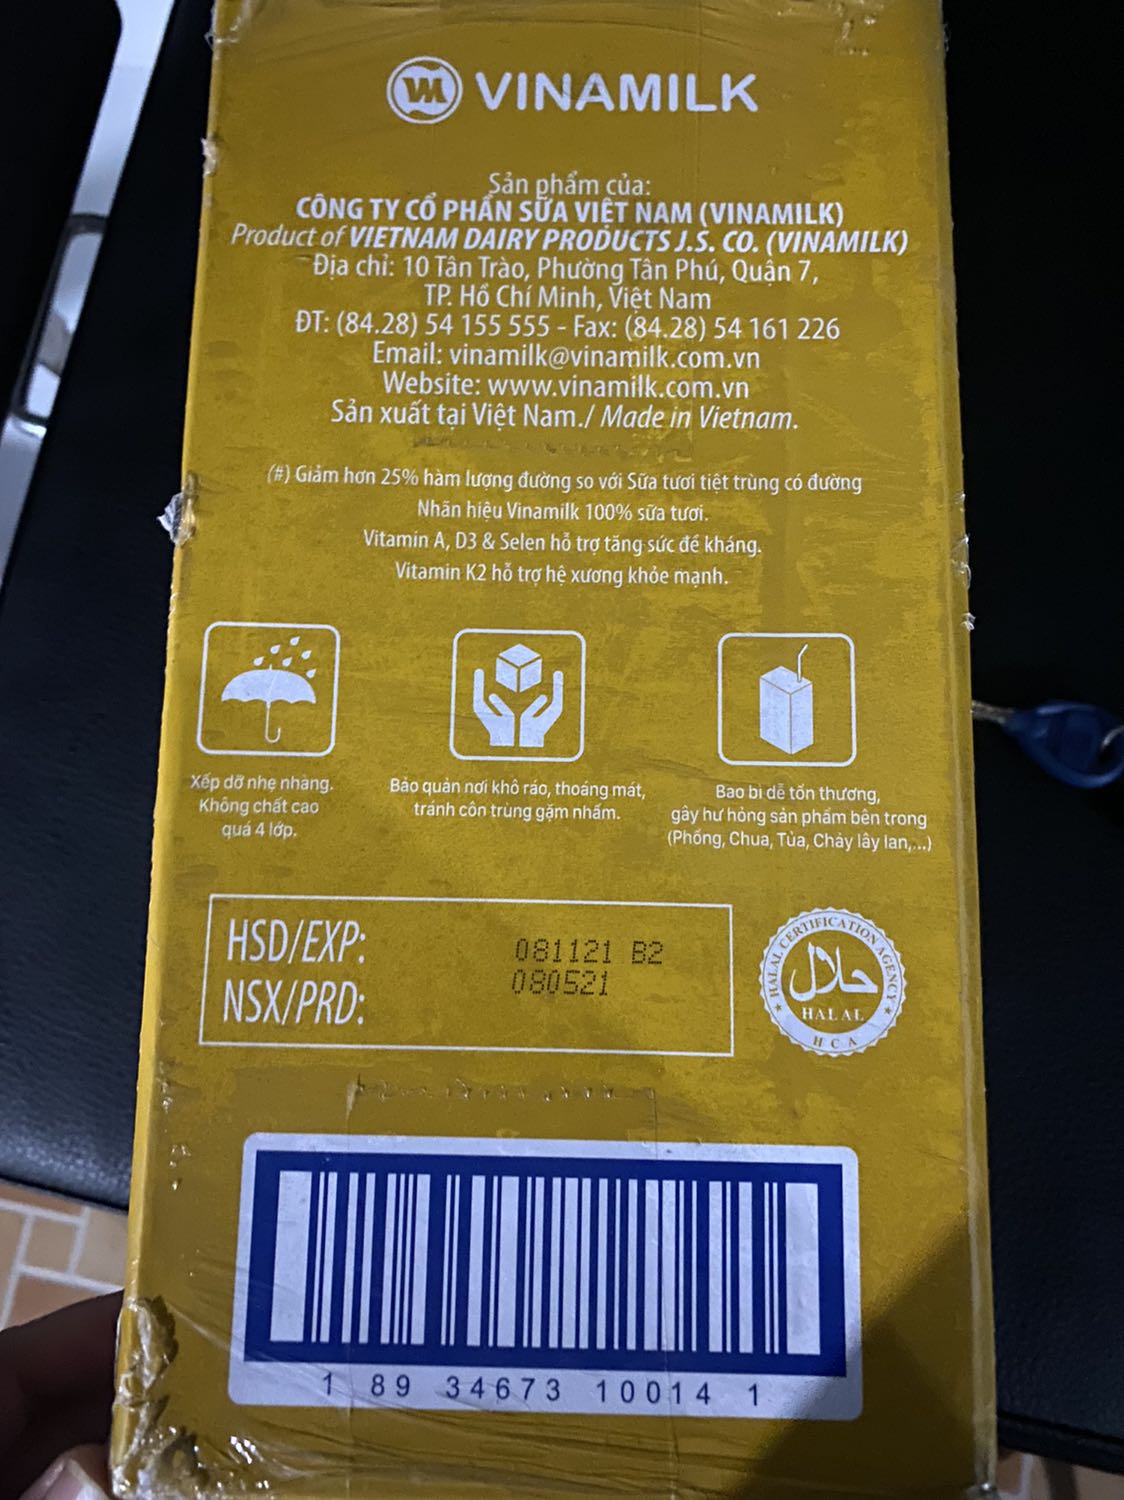 VM VINAMILK
Sản phẩm của:
CÔNG TY CỔ PHẦN SỮA VIỆT NAM (VINAMILK)
Product of VIETNAM DAIRY PRODUCTS J.S. CO. (VINAMILK)
Địa chỉ: 10 Tân Trào, Phường Tân Phú, Quận 7,
TP. Hồ Chí Minh, Việt Nam
ĐT: (84.28) 54 155 555 - Fax: (84.28) 54 161 226
Email: vinamilk@vinamilk.com.vn
Website: www.vinamilk.com.vn
Sản xuất tại Việt Nam./ Made in Vietnam.
(#) Giảm hơn 25% hàm lượng đường so với Sữa tươi tiệt trùng có đường
Nhãn hiệu Vinamilk 100% sữa tươi.
Vitamin A, D3 & Selen hỗ trợ tăng sức đề kháng.
Vitamin K2 hỗ trợ hệ xương khỏe mạnh.
Xếp dỡ nhẹ nhàng.
Không chất cao
quá 4 lớp.
Bảo quản nơi khô ráo, thoáng mát,
tránh côn trùng gặm nhấm.
Bao bì dễ tổn thương,
gây hư hỏng sản phẩm bên trong
(Phồng, Chua, Tủa, Chảy lây lan,...)
HSD/EXP: 081121 B2
NSX/PRD: 080521
HALAL CERTIFICATION AGENCY
حلال
HALAL
HCA
1 89 34673 10014 1